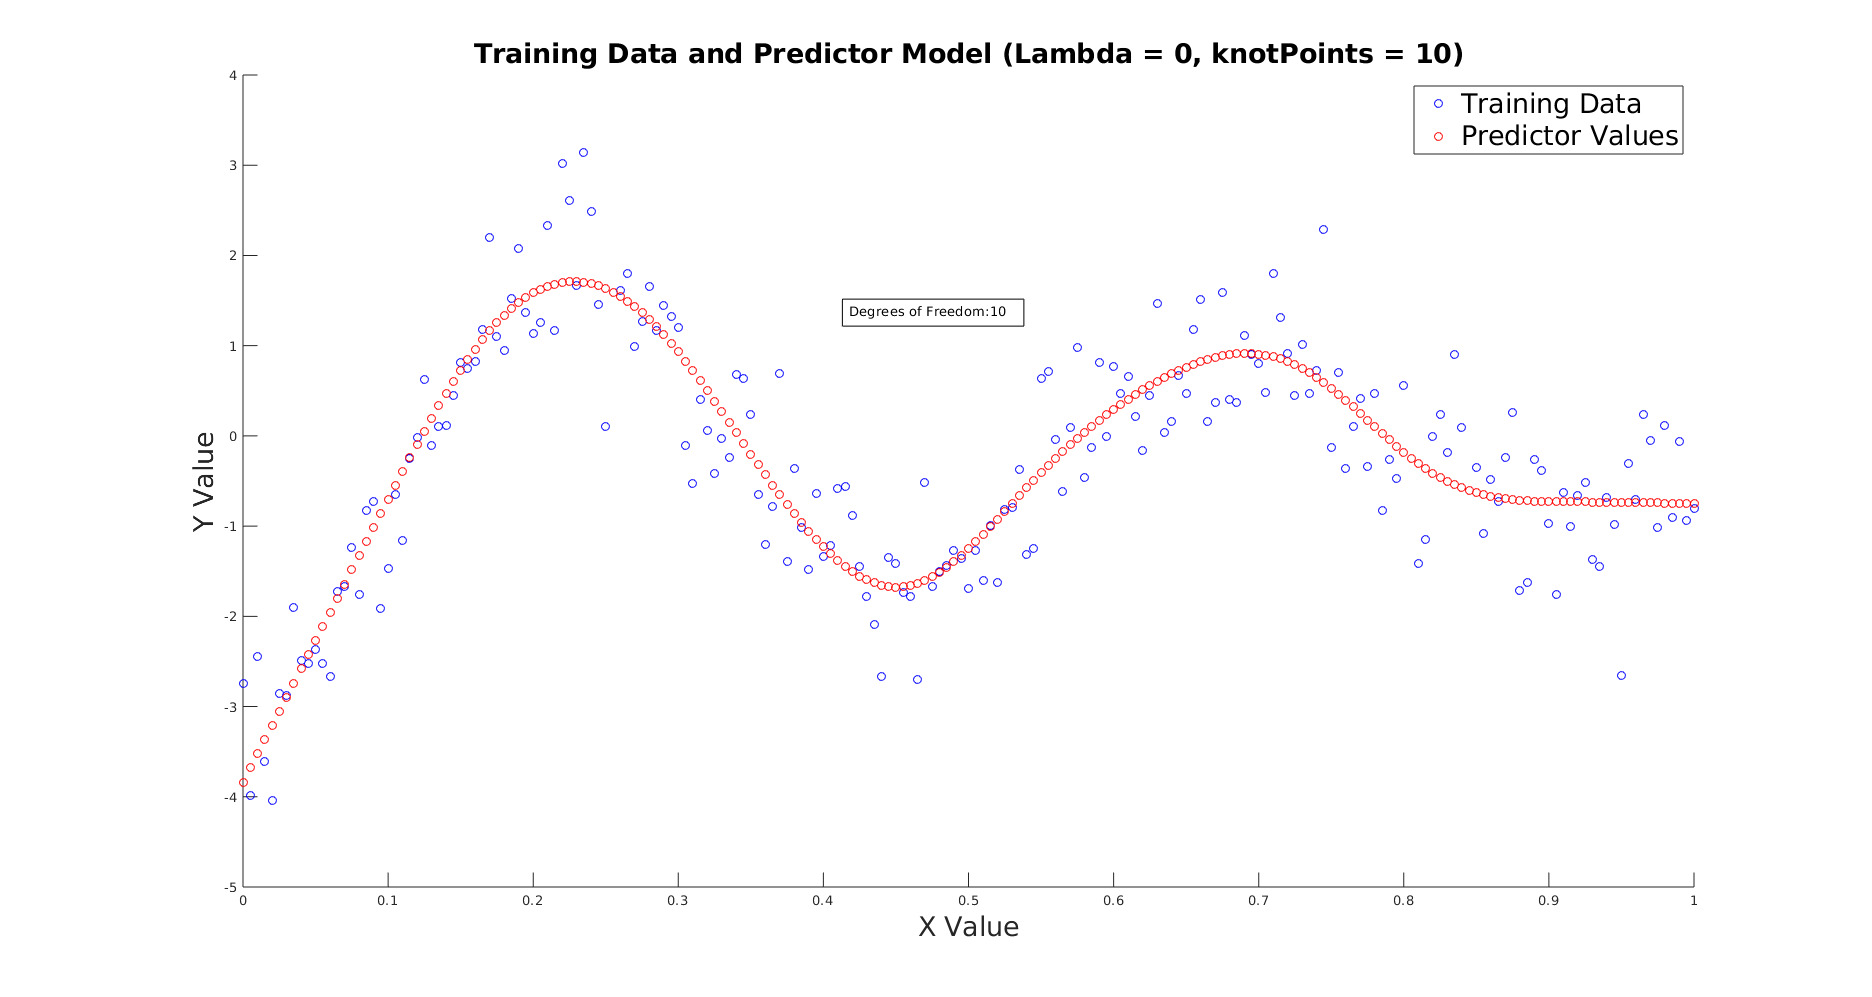 Training Data and Predictor Model (Lambda = 0, knotPoints = 10)
4
3
2
1
0
-1
-2
-3
-4
-5
Y Value
Training Data
Predictor Values
Degrees of Freedom:10
0 0.1 0.2 0.3 0.4 0.5 0.6 0.7 0.8 0.9 1
X Value